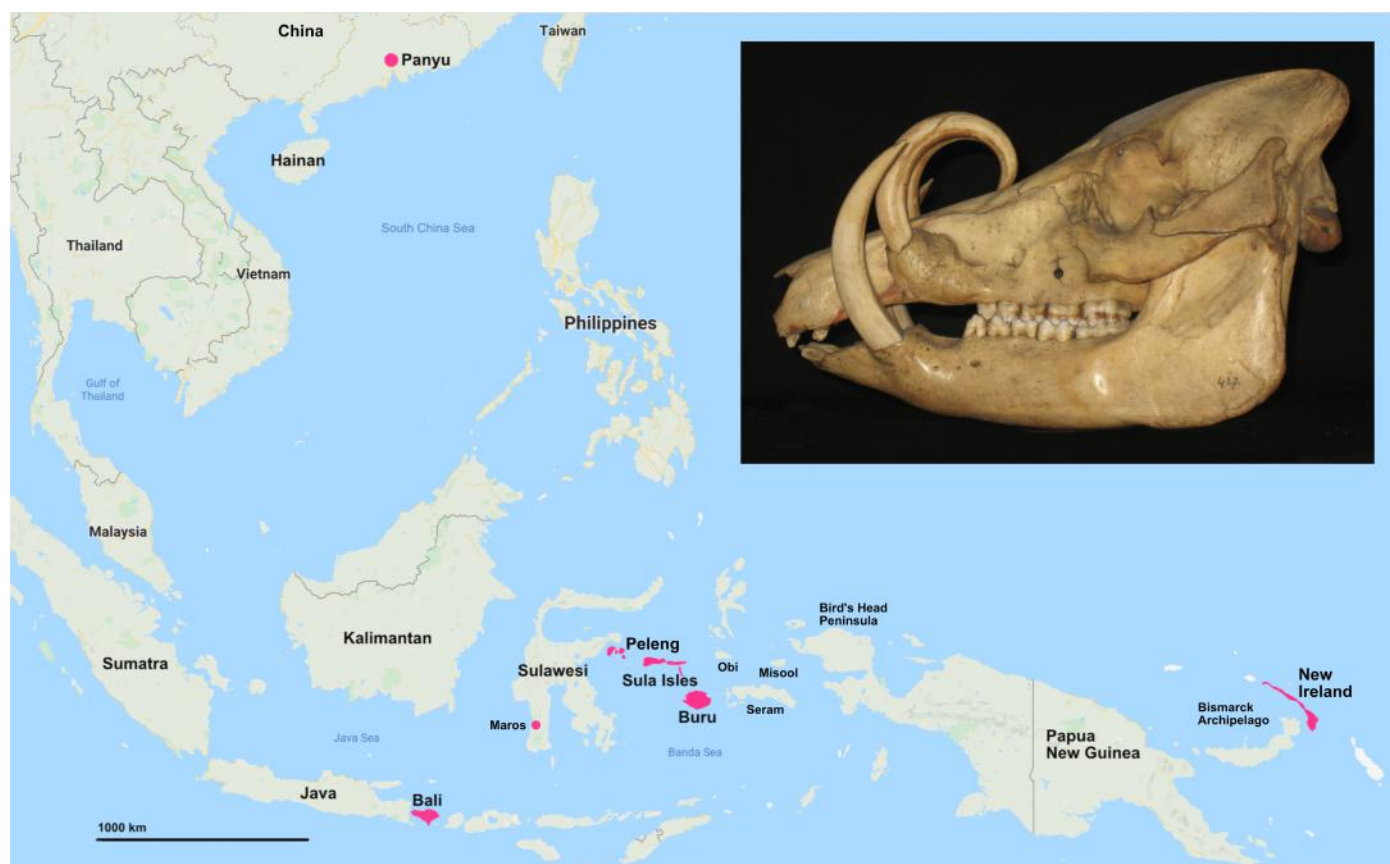 China
Taiwan
Panyu
Hainan
South China Sea
Thailand
Vietnam
Philippines
Gulf of
Thailand
437.
Malaysia
Bird's Head
Peninsula
Kalimantan
Peleng
Sumatra
Sulawesi
Obi
Misool
Sula Isles
New
Ireland
Seram
Bismarck
Archipelago
Buru
Maros
Java Sea
Banda Sea
Papua
New Guinea
Java
Bali
1000 km